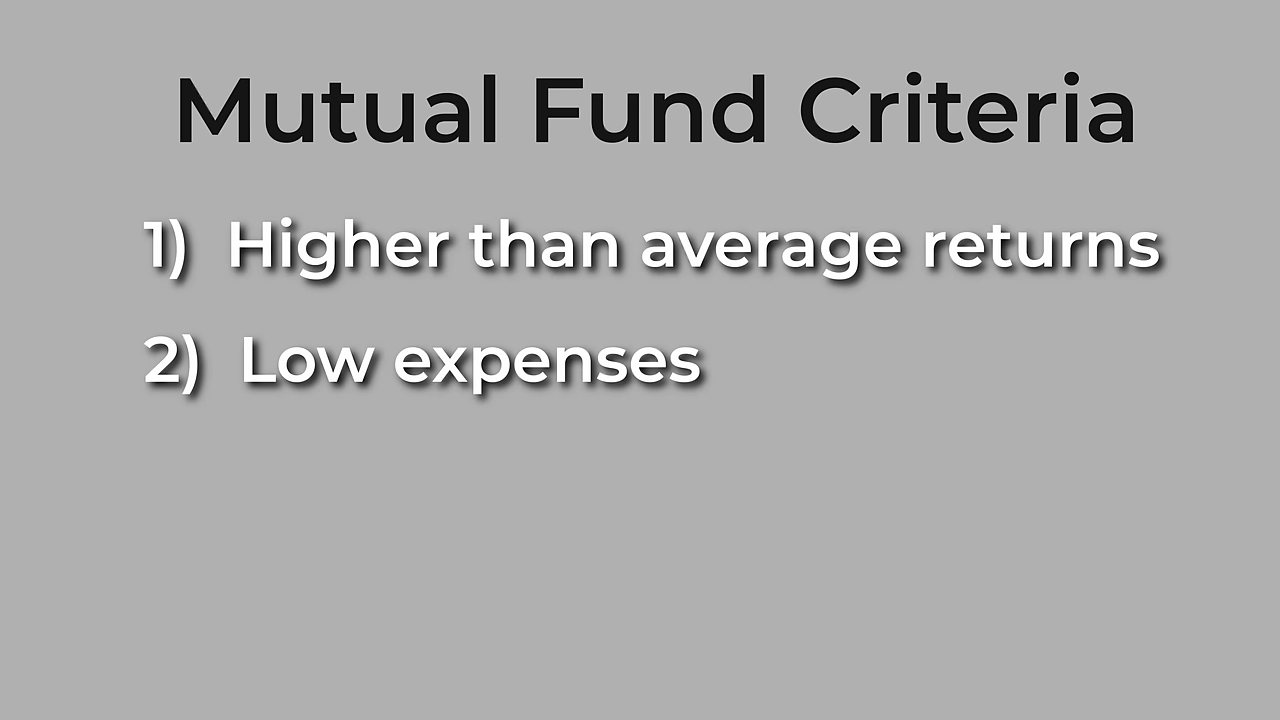 Mutual Fund Criteria
1) Higher than average returns
2) Low expenses